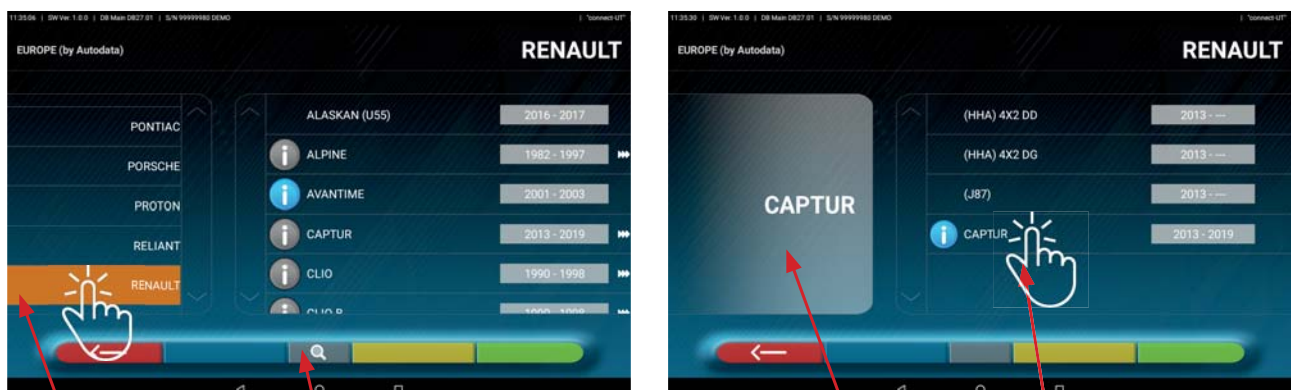 11:35:06 | SW Ver. 1.0.0 | DB Main DB27.01 | S/N 99999980 DEMO | "connect-UT"
EUROPE (by Autodata) RENAULT
PONTIAC
PORSCHE
PROTON
RELIANT
RENAULT
ALASKAN (U55) 2016 - 2017
ALPINE 1982 - 1997
AVANTIME 2001 - 2003
CAPTUR 2013 - 2019
CLIO 1990 - 1998
11:35:30 | SW Ver. 1.0.0 | DB Main DB27.01 | S/N 99999980 DEMO | "connect-UT"
EUROPE (by Autodata) RENAULT
CAPTUR
(HHA) 4X2 DD 2013 - ---
(HHA) 4X2 DG 2013 - ---
(J87) 2013 - ---
CAPTUR 2013 - 2019